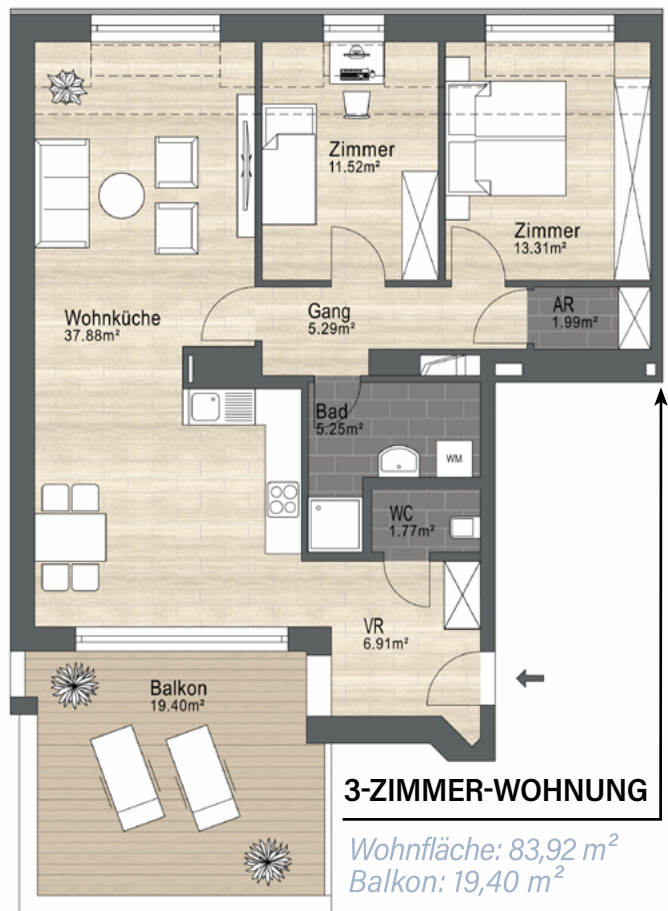 Zimmer
11.52m²
Zimmer
13.31m²
Wohnküche
37.88m²
Gang
5.29m²
AR
1.99m²
Bad
5.25m²
WM
WC
1.77m²
VR
6.91m²
Balkon
19.40m²
3-ZIMMER-WOHNUNG
Wohnfläche: 83,92 m²
Balkon: 19,40 m²